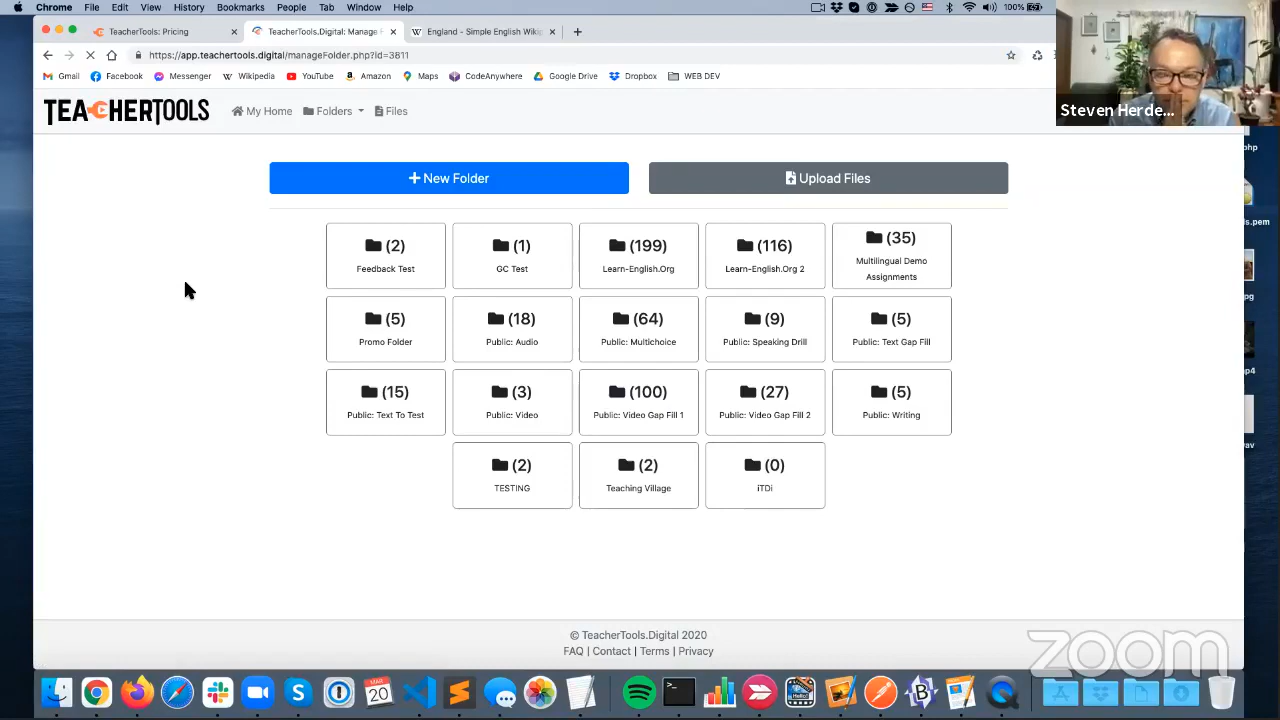 Chrome File Edit View History Bookmarks People Tab Window Help 100%
TeacherTools: Pricing
TeacherTools.Digital: Manage F
England - Simple English Wiki
https://app.teachertools.digital/manageFolder.php?id=3811
Gmail Facebook Messenger Wikipedia YouTube Amazon Maps CodeAnywhere Google Drive Dropbox WEB DEV
TEACHERTOOLS My Home Folders Files
Steven Herde...
New Folder Upload Files
(2) (1) (199) (116) (35)
Feedback Test GC Test Learn-English.Org Learn-English.Org 2 Multilingual Demo
Assignments
(5) (18) (64) (9) (5)
Promo Folder Public: Audio Public: Multichoice Public: Speaking Drill Public: Text Gap Fill
(15) (3) (100) (27) (5)
Public: Text To Test Public: Video Public: Video Gap Fill 1 Public: Video Gap Fill 2 Public: Writing
(2) (2) (0)
TESTING Teaching Village iTDi
© TeacherTools.Digital 2020
FAQ | Contact | Terms | Privacy
zoom
MAR
20